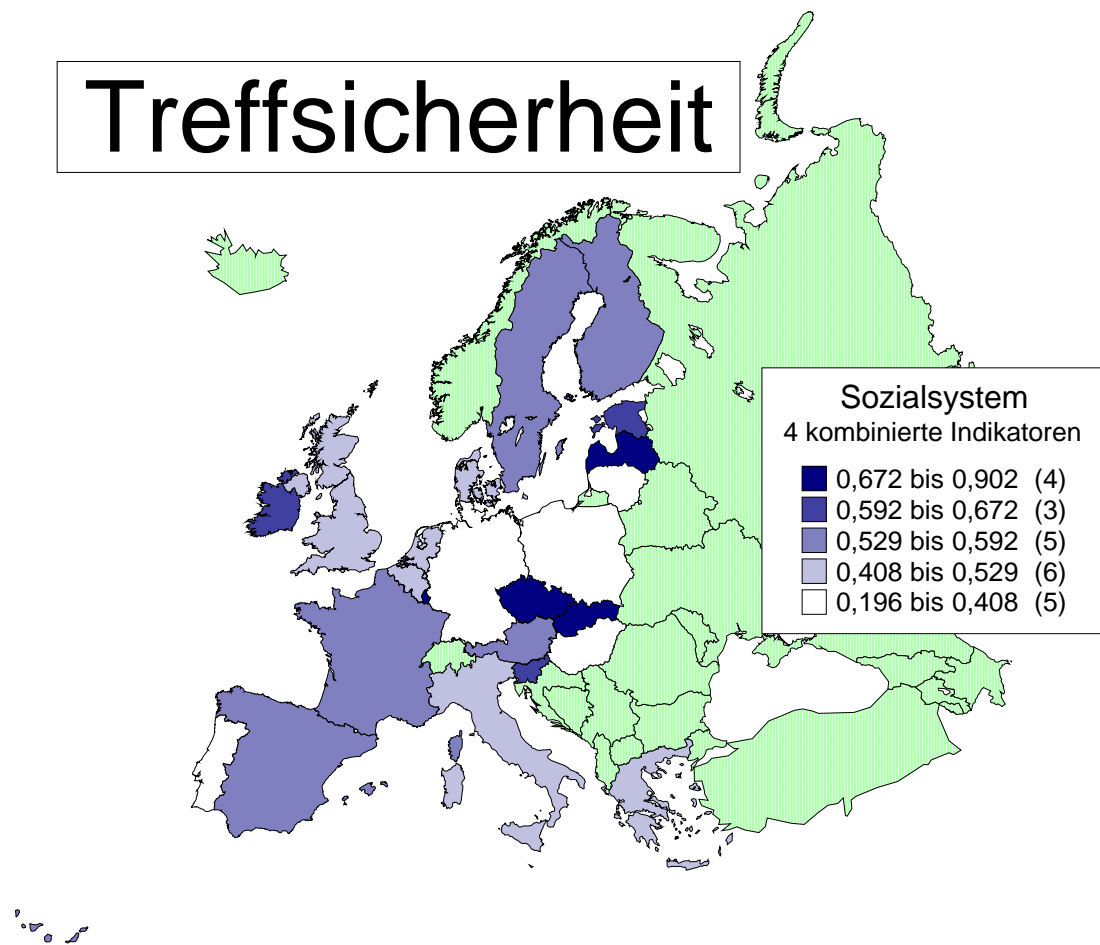 Treffsicherheit
Sozialsystem
4 kombinierte Indikatoren
0,672 bis 0,902 (4)
0,592 bis 0,672 (3)
0,529 bis 0,592 (5)
0,408 bis 0,529 (6)
0,196 bis 0,408 (5)